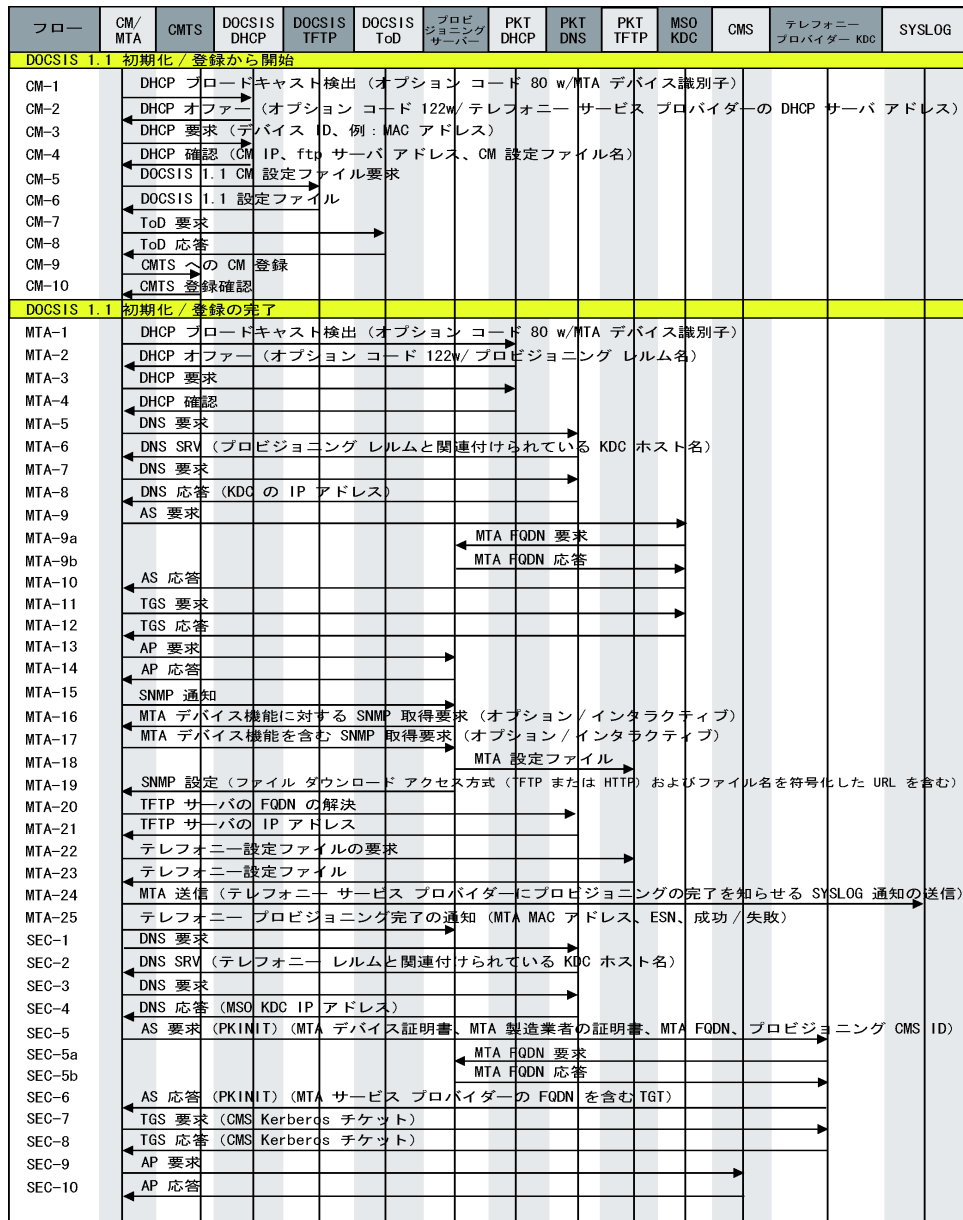 フロー
CM/MTA
CMTS
DOCSIS DHCP
DOCSIS TFTP
DOCSIS ToD
プロビジョニングサーバー
PKT DHCP
PKT DNS
PKT TFTP
MSO KDC
CMS
テレフォニー プロバイダー KDC
SYSLOG
DOCSIS 1.1 初期化/登録から開始
CM-1 DHCP ブロードキャスト検出(オプション コード 80 w/MTA デバイス識別子)
CM-2 DHCP オファー(オプション コード 122w/テレフォニー サービス プロバイダーの DHCP サーバ アドレス)
CM-3 DHCP 要求(デバイス ID、例:MAC アドレス)
CM-4 DHCP 確認(CM IP、ftp サーバ アドレス、CM 設定ファイル名)
CM-5 DOCSIS 1.1 CM 設定ファイル要求
CM-6 DOCSIS 1.1 設定ファイル
CM-7 ToD 要求
CM-8 ToD 応答
CM-9 CMTS への CM 登録
CM-10 CMTS 登録確認
DOCSIS 1.1 初期化/登録の完了
MTA-1 DHCP ブロードキャスト検出(オプション コード 80 w/MTA デバイス識別子)
MTA-2 DHCP オファー(オプション コード 122w/プロビジョニング レルム名)
MTA-3 DHCP 要求
MTA-4 DHCP 確認
MTA-5 DNS 要求
MTA-6 DNS SRV(プロビジョニング レルムと関連付けられている KDC ホスト名)
MTA-7 DNS 要求
MTA-8 DNS 応答(KDC の IP アドレス)
MTA-9 AS 要求
MTA-9a MTA FQDN 要求
MTA-9b MTA FQDN 応答
MTA-10 AS 応答
MTA-11 TGS 要求
MTA-12 TGS 応答
MTA-13 AP 要求
MTA-14 AP 応答
MTA-15 SNMP 通知
MTA-16 MTA デバイス機能に対する SNMP 取得要求(オプション/インタラクティブ)
MTA-17 MTA デバイス機能を含む SNMP 取得要求(オプション/インタラクティブ)
MTA-18 MTA 設定ファイル
MTA-19 SNMP 設定(ファイル ダウンロード アクセス方式(TFTP または HTTP)およびファイル名を符号化した URL を含む)
MTA-20 TFTP サーバの FQDN の解決
MTA-21 TFTP サーバの IP アドレス
MTA-22 テレフォニー設定ファイルの要求
MTA-23 テレフォニー設定ファイル
MTA-24 MTA 送信(テレフォニー サービス プロバイダーにプロビジョニングの完了を知らせる SYSLOG 通知の送信)
MTA-25 テレフォニー プロビジョニング完了の通知(MTA MAC アドレス、ESN、成功/失敗)
SEC-1 DNS 要求
SEC-2 DNS SRV(テレフォニー レルムと関連付けられている KDC ホスト名)
SEC-3 DNS 要求
SEC-4 DNS 応答(MSO KDC IP アドレス)
SEC-5 AS 要求(PKINIT)(MTA デバイス証明書、MTA 製造業者の証明書、MTA FQDN、プロビジョニング CMS ID)
SEC-5a MTA FQDN 要求
SEC-5b MTA FQDN 応答
SEC-6 AS 応答(PKINIT)(MTA サービス プロバイダーの FQDN を含む TGT)
SEC-7 TGS 要求(CMS Kerberos チケット)
SEC-8 TGS 応答(CMS Kerberos チケット)
SEC-9 AP 要求
SEC-10 AP 応答